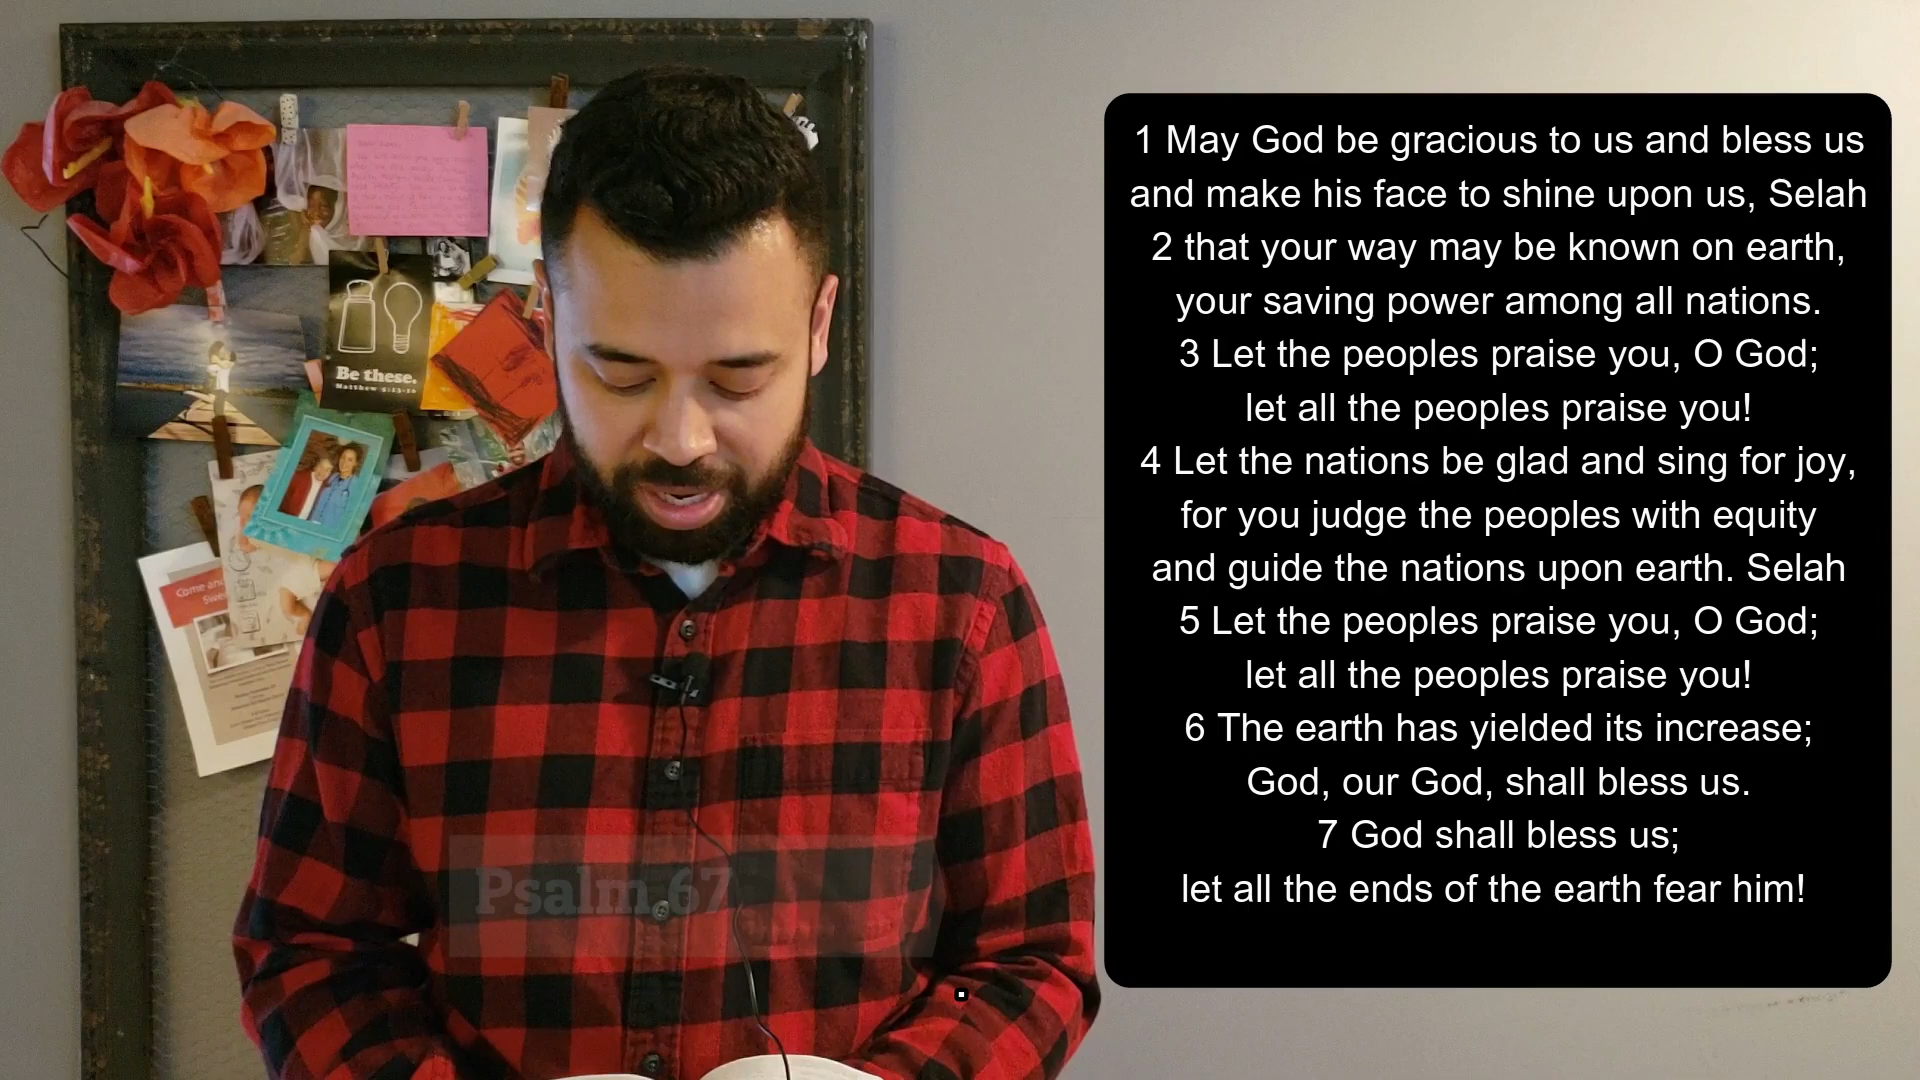 1 May God be gracious to us and bless us
and make his face to shine upon us, Selah
2 that your way may be known on earth,
your saving power among all nations.
3 Let the peoples praise you, O God;
let all the peoples praise you!
4 Let the nations be glad and sing for joy,
for you judge the peoples with equity
and guide the nations upon earth. Selah
5 Let the peoples praise you, O God;
let all the peoples praise you!
6 The earth has yielded its increase;
God, our God, shall bless us.
7 God shall bless us;
let all the ends of the earth fear him!
Be these.
Matthew 5:13-16
Come and
Psalm 67